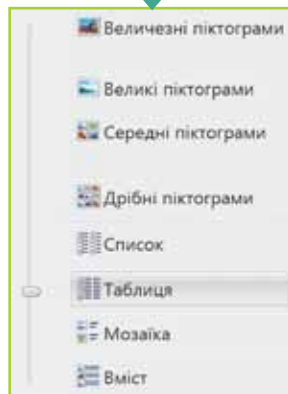 Величезні піктограми
Великі піктограми
Середні піктограми
Дрібні піктограми
Список
Таблиця
Мозаїка
Вміст